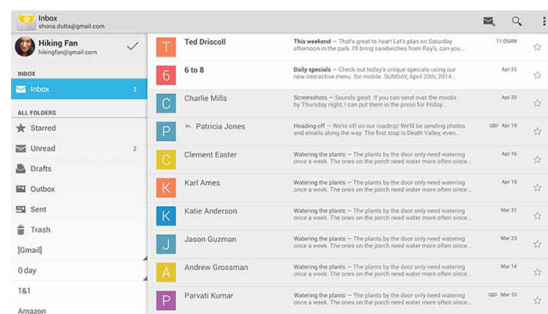 Inbox
shona.dutta@gmail.com
Hiking Fan
hikingfan@gmail.com
INBOX
Inbox 2
ALL FOLDERS
Starred
Unread 2
Drafts
Outbox
Sent
Trash
[Gmail]
0 day
1&1
Amazon
T Ted Driscoll This weekend – That's great to hear! Let's plan on Saturday 11:05AM
afternoon in the park. I'll bring sandwiches from Ray's, can you...
6 6 to 8 Daily specials – Check out today's unique specials using our Apr 22
new interactive menu for mobile. SUNDAY, April 20th, 2014...
C Charlie Mills Screenshots – Sounds good. If you can send over the mocks Apr 20
by Thursday night, I can put them in the press for Friday...
P Patricia Jones Heading off – We're off on our roadtrip! We'll be sending photos Apr 19
and emails along the way. The first stop is Death Valley, even...
C Clement Easter Watering the plants – The plants by the door only need watering Apr 16
once a week. The ones on the porch need water more often since...
K Karl Ames Watering the plants – The plants by the door only need watering Apr 15
once a week. The ones on the porch need water more often since...
K Katie Anderson Watering the plants – The plants by the door only need watering Mar 31
once a week. The ones on the porch need water more often since...
J Jason Guzman Watering the plants – The plants by the door only need watering Mar 23
once a week. The ones on the porch need water more often since...
A Andrew Grossman Watering the plants – The plants by the door only need watering Mar 14
once a week. The ones on the porch need water more often since...
P Parvati Kumar Watering the plants – The plants by the door only need watering Mar 10
once a week. The ones on the porch need water more often since...